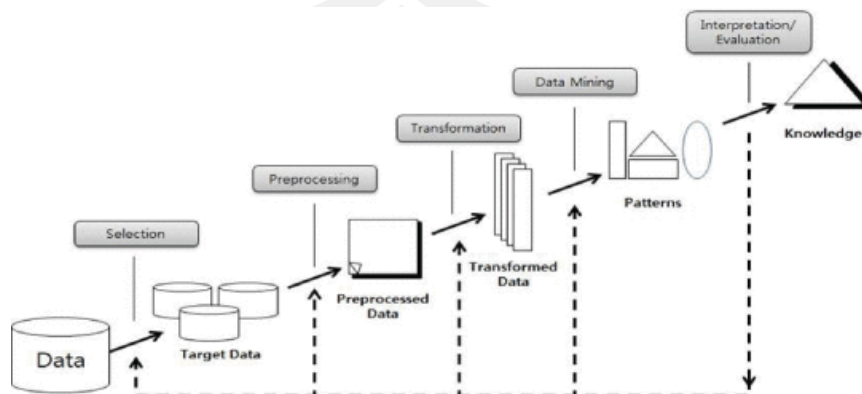 Interpretation/
Evaluation
Data Mining
Knowledge
Transformation
Patterns
Preprocessing
Transformed
Data
Selection
Preprocessed
Data
Target Data
Data